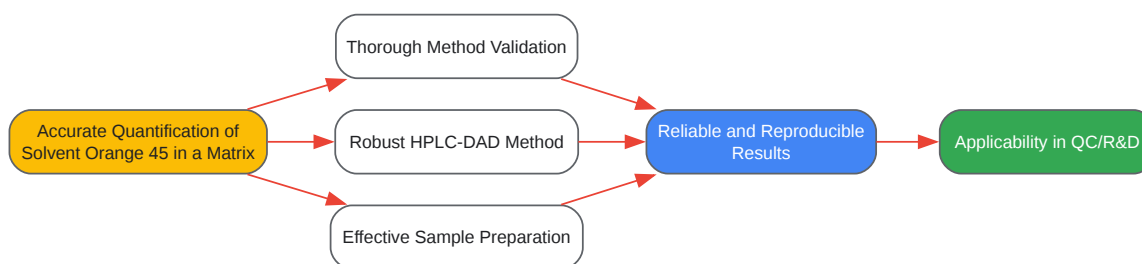 Thorough Method Validation
Accurate Quantification of
Solvent Orange 45 in a Matrix
Robust HPLC-DAD Method
Reliable and Reproducible
Results
Applicability in QC/R&D
Effective Sample Preparation